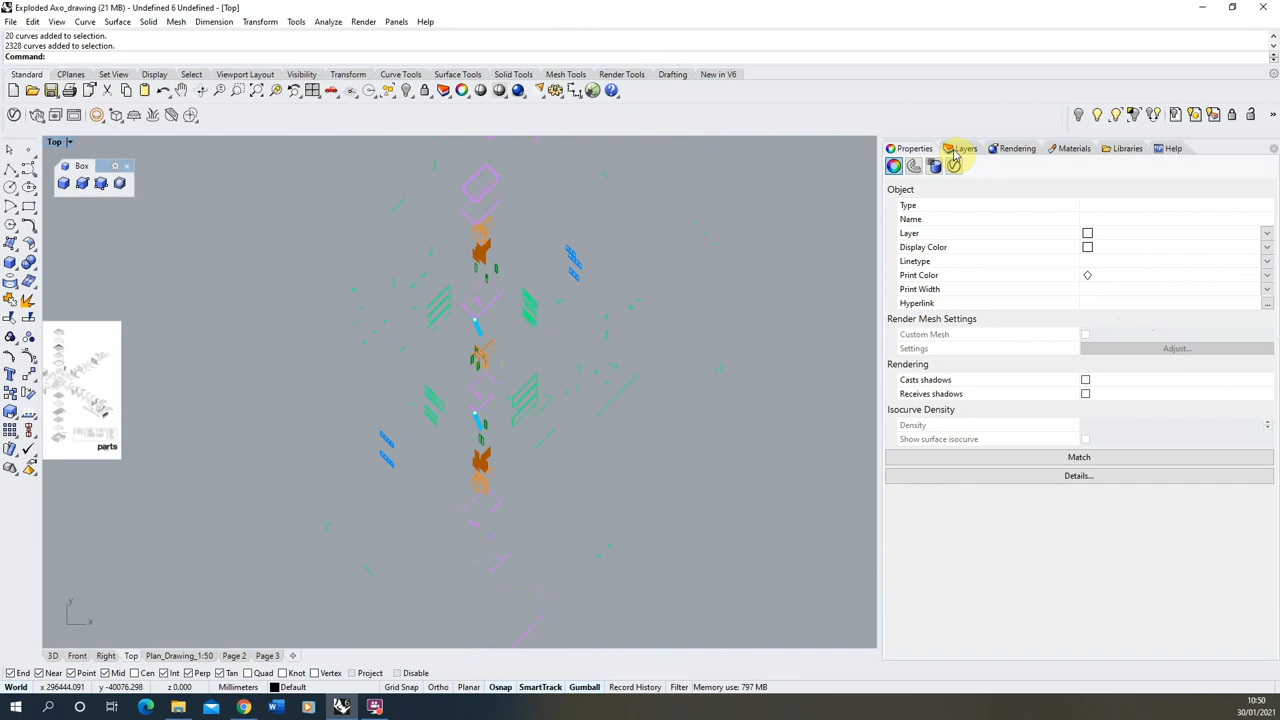 Exploded Axo_drawing (21 MB) - Undefined 6 Undefined - [Top]
File Edit View Curve Surface Solid Mesh Dimension Transform Tools Analyze Render Panels Help
20 curves added to selection.
2328 curves added to selection.
Command:
Standard CPlanes Set View Display Select Viewport Layout Visibility Transform Curve Tools Surface Tools Solid Tools Mesh Tools Render Tools Drafting New in V6
Top
Box
Properties Layers Rendering Materials Libraries Help
Object
Type
Name
Layer
Display Color
Linetype
Print Color
Print Width
Hyperlink ...
Render Mesh Settings
Custom Mesh
Settings Adjust...
Rendering
Casts shadows
Receives shadows
Isocurve Density
Density
Show surface isocurve
Match
Details...
parts
y
x
3D Front Right Top Plan_Drawing_1:50 Page 2 Page 3
End Near Point Mid Cen Int Perp Tan Quad Knot Vertex Project Disable
World x 296444.091 y -40076.298 z 0.000 Millimeters Default Grid Snap Ortho Planar Osnap SmartTrack Gumball Record History Filter Memory use: 797 MB
10:50
30/01/2021